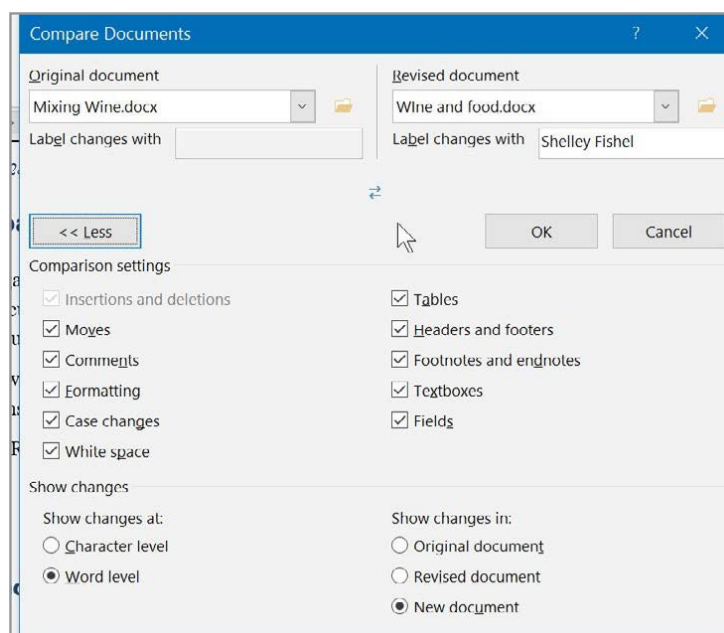 Compare Documents ?
Original document
Revised document
Mixing Wine.docx
WIne and food.docx
Label changes with
Label changes with Shelley Fishel
<< Less
OK
Cancel
Comparison settings
Insertions and deletions
Moves
Comments
Formatting
Case changes
White space
Tables
Headers and footers
Footnotes and endnotes
Textboxes
Fields
Show changes
Show changes at:
Character level
Word level
Show changes in:
Original document
Revised document
New document